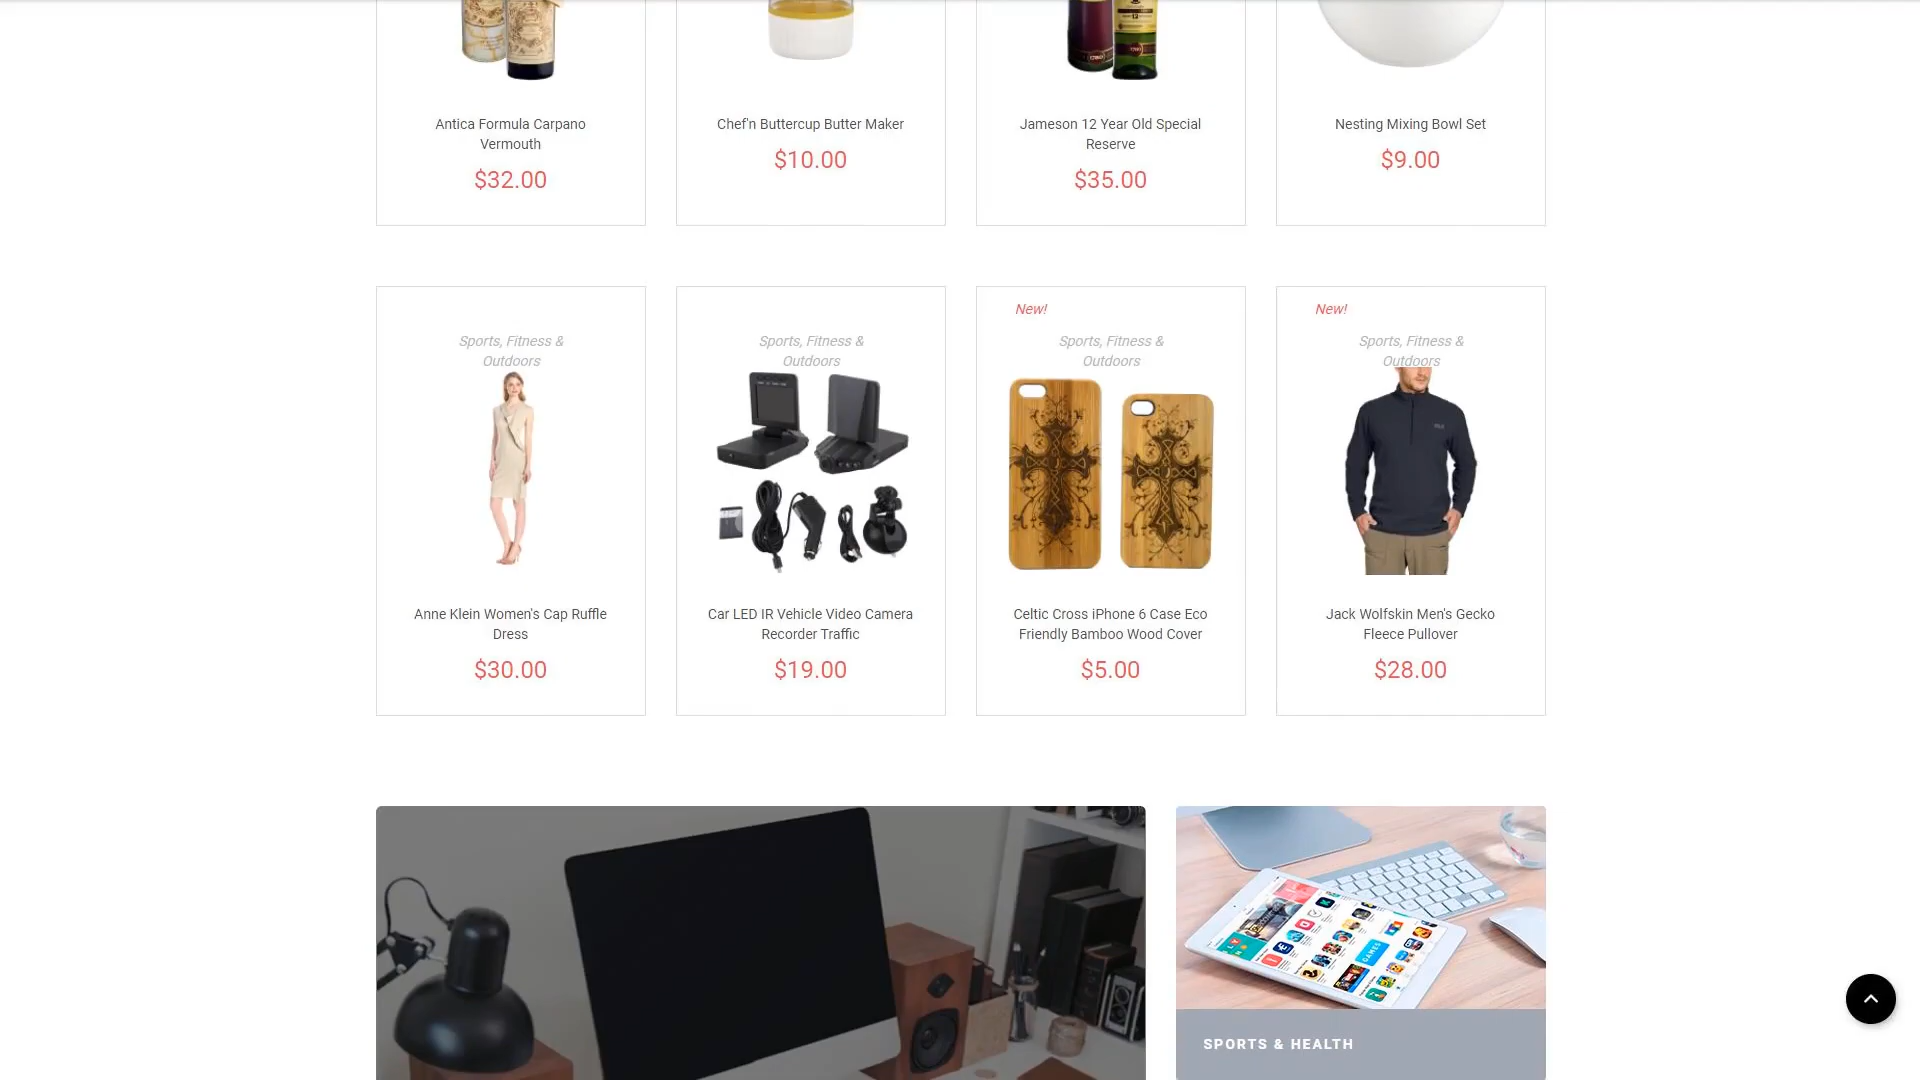 Antica Formula Carpano
Vermouth
$32.00
Chef'n Buttercup Butter Maker
$10.00
Jameson 12 Year Old Special
Reserve
$35.00
Nesting Mixing Bowl Set
$9.00
Sports, Fitness &
Outdoors
Anne Klein Women's Cap Ruffle
Dress
$30.00
Sports, Fitness &
Outdoors
Car LED IR Vehicle Video Camera
Recorder Traffic
$19.00
New!
Sports, Fitness &
Outdoors
Celtic Cross iPhone 6 Case Eco
Friendly Bamboo Wood Cover
$5.00
New!
Sports, Fitness &
Outdoors
Jack Wolfskin Men's Gecko
Fleece Pullover
$28.00
GAMES
SPORTS & HEALTH